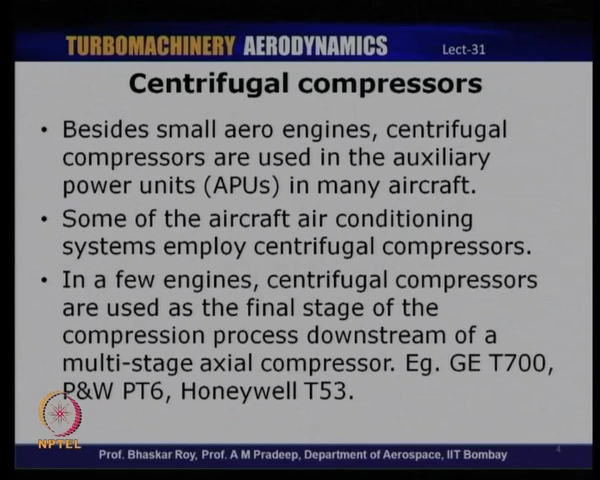 TURBOMACHINERY AERODYNAMICS Lect-31
Centrifugal compressors
• Besides small aero engines, centrifugal
compressors are used in the auxiliary
power units (APUs) in many aircraft.
• Some of the aircraft air conditioning
systems employ centrifugal compressors.
• In a few engines, centrifugal compressors
are used as the final stage of the
compression process downstream of a
multi-stage axial compressor. Eg. GE T700,
P&W PT6, Honeywell T53.
NPTEL
Prof. Bhaskar Roy, Prof. A M Pradeep, Department of Aerospace, IIT Bombay
4